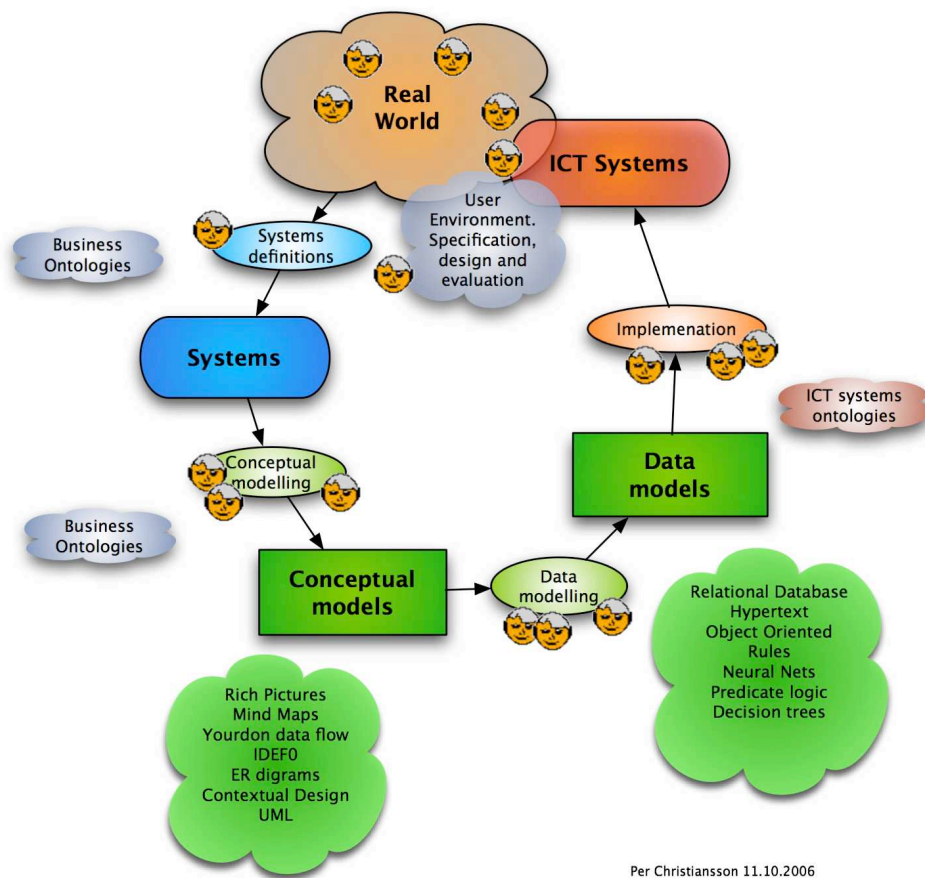 Real
World
ICT Systems
User
Environment.
Specification,
design and
evaluation
Systems
definitions
Business
Ontologies
Systems
Implemenation
ICT systems
ontologies
Conceptual
modelling
Data
models
Business
Ontologies
Conceptual
models
Data
modelling
Relational Database
Hypertext
Object Oriented
Rules
Neural Nets
Predicate logic
Decision trees
Rich Pictures
Mind Maps
Yourdon data flow
IDEF0
ER digrams
Contextual Design
UML
Per Christiansson 11.10.2006